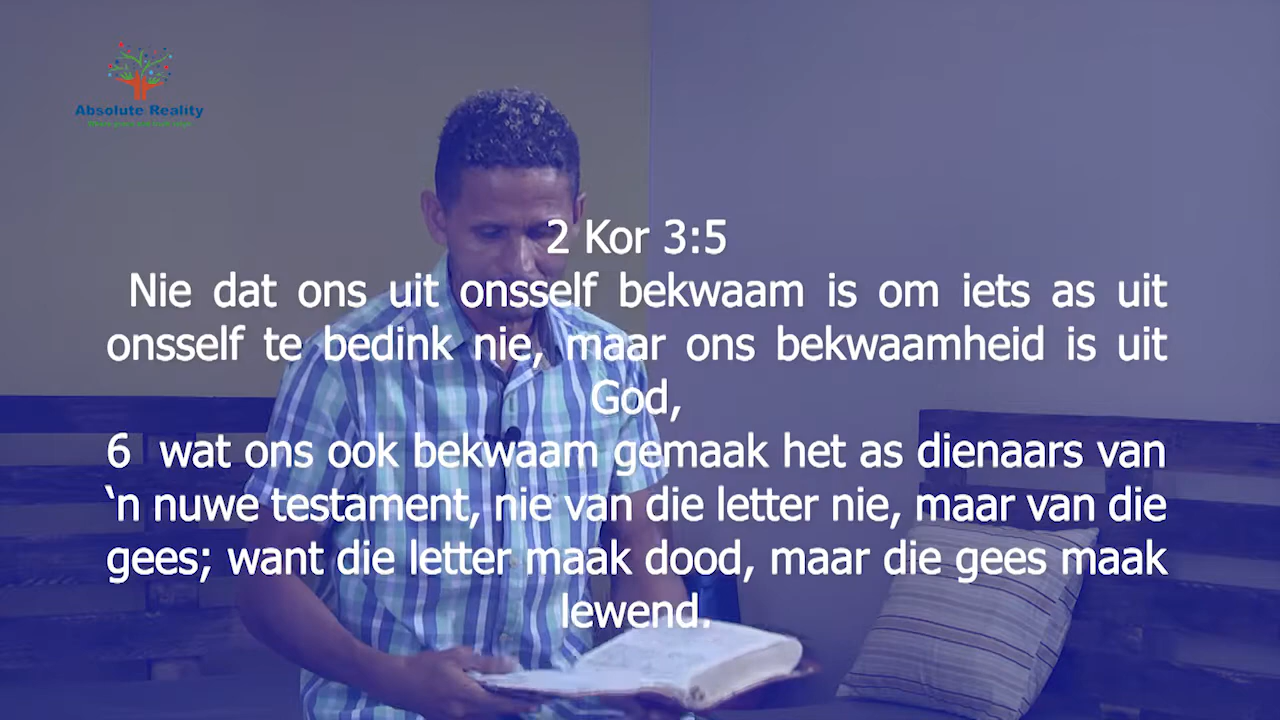 Absolute Reality
2 Kor 3:5
Nie dat ons uit onsself bekwaam is om iets as uit
onsself te bedink nie, maar ons bekwaamheid is uit
God,
6 wat ons ook bekwaam gemaak het as dienaars van
‘n nuwe testament, nie van die letter nie, maar van die
gees; want die letter maak dood, maar die gees maak
lewend.